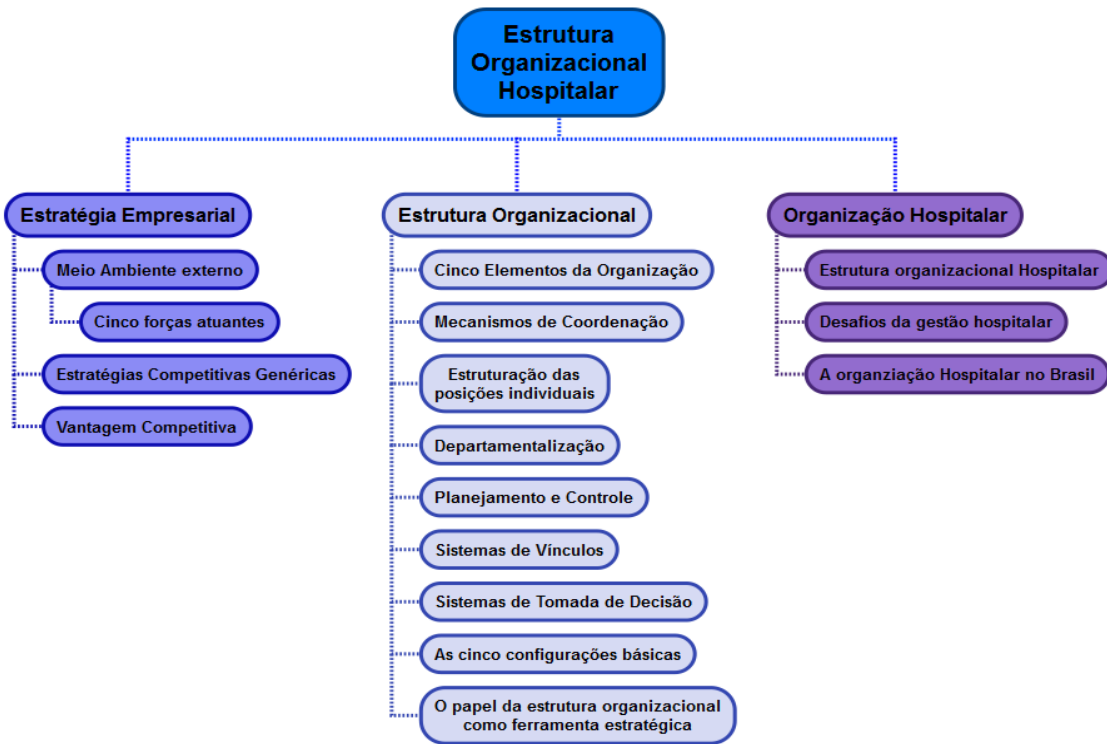 Estrutura
Organizacional
Hospitalar
Estratégia Empresarial
Meio Ambiente externo
Cinco forças atuantes
Estratégias Competitivas Genéricas
Vantagem Competitiva
Estrutura Organizacional
Cinco Elementos da Organização
Mecanismos de Coordenação
Estruturação das
posições individuais
Departamentalização
Planejamento e Controle
Sistemas de Vínculos
Sistemas de Tomada de Decisão
As cinco configurações básicas
O papel da estrutura organizacional
como ferramenta estratégica
Organização Hospitalar
Estrutura organizacional Hospitalar
Desafios da gestão hospitalar
A organziação Hospitalar no Brasil